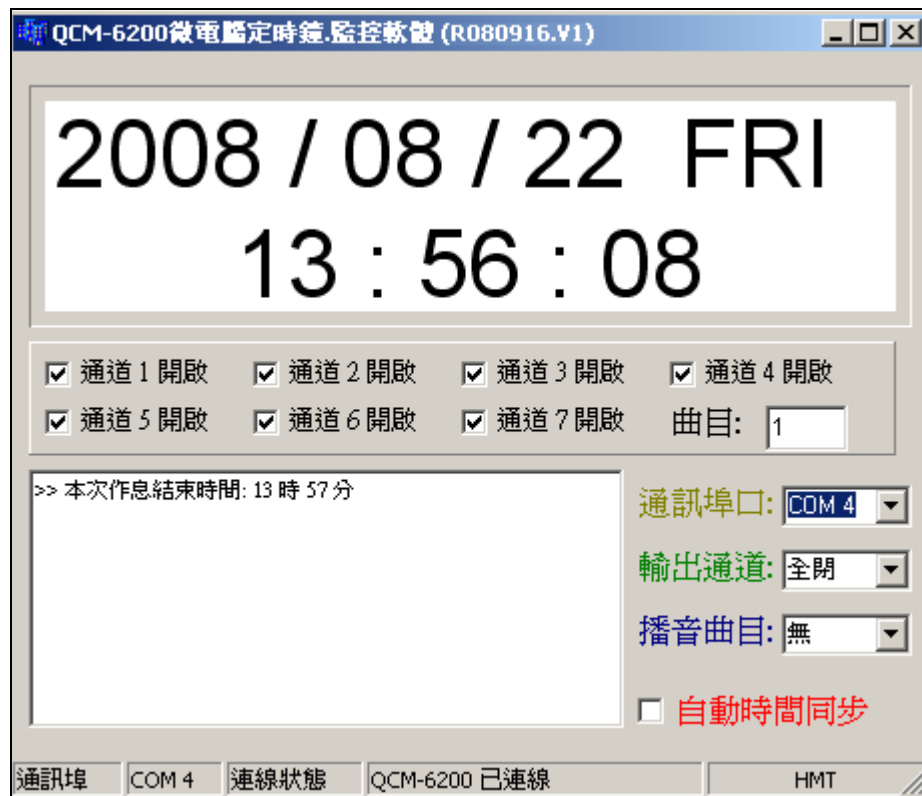 QCM-6200微電腦定時鐘.監控軟體 (R080916.V1)
2008 / 08 / 22 FRI
13 : 56 : 08
通道 1 開啟 通道 2 開啟 通道 3 開啟 通道 4 開啟
通道 5 開啟 通道 6 開啟 通道 7 開啟 曲目: 1
>> 本次作息結束時間: 13 時 57 分
通訊埠口: COM 4
輸出通道: 全閉
播音曲目: 無
自動時間同步
通訊埠 COM 4 連線狀態 QCM-6200 已連線 HMT